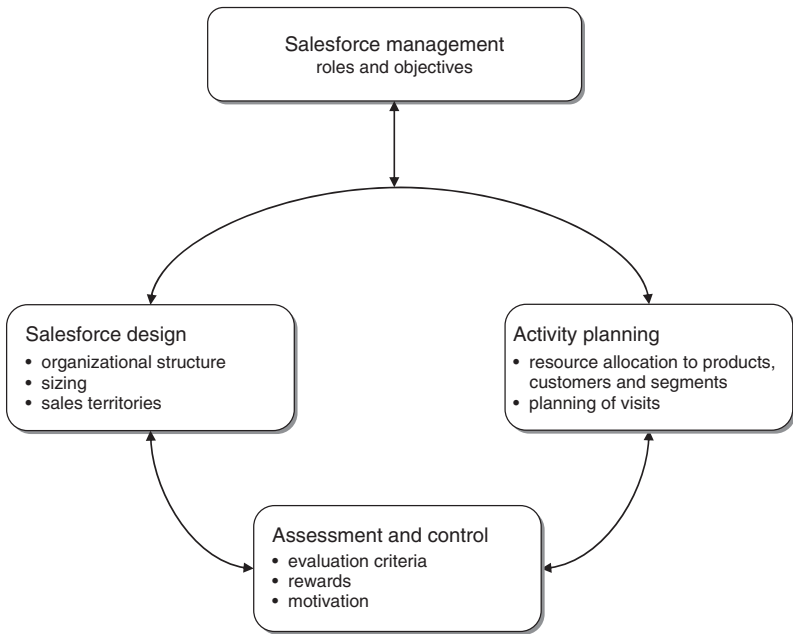 Salesforce management
roles and objectives
Salesforce design
• organizational structure
• sizing
• sales territories
Activity planning
• resource allocation to products,
customers and segments
• planning of visits
Assessment and control
• evaluation criteria
• rewards
• motivation